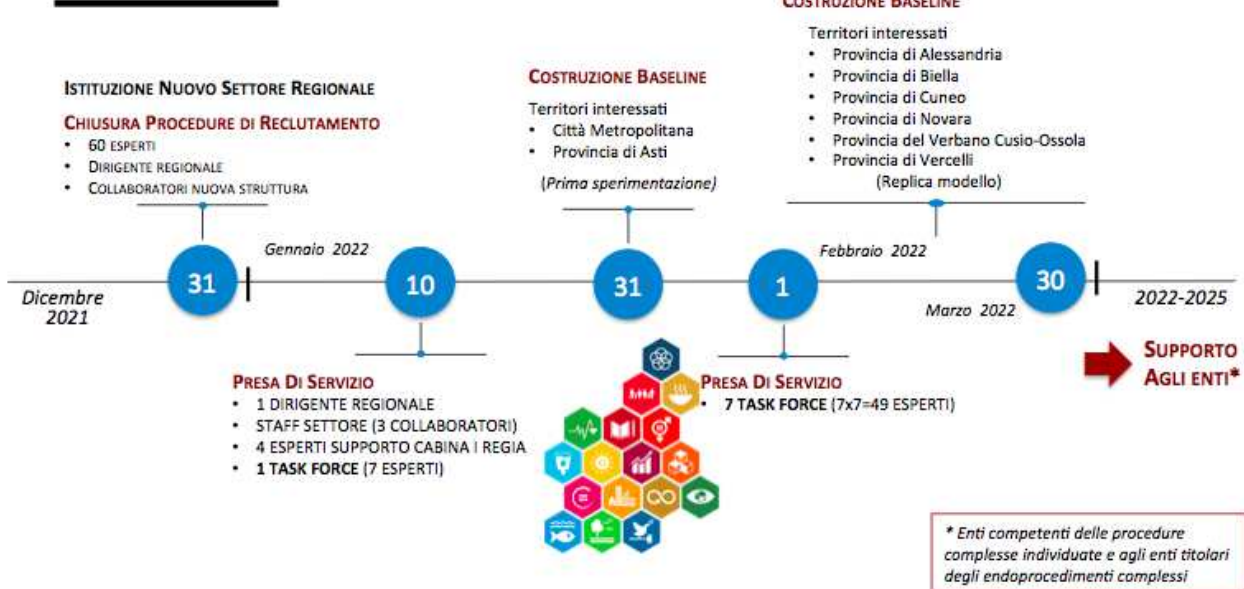 COSTRUZIONE BASELINE
Territori interessati
• Provincia di Alessandria
• Provincia di Biella
• Provincia di Cuneo
• Provincia di Novara
• Provincia del Verbano Cusio-Ossola
• Provincia di Vercelli
(Replica modello)
ISTITUZIONE NUOVO SETTORE REGIONALE
CHIUSURA PROCEDURE DI RECLUTAMENTO
• 60 ESPERTI
• DIRIGENTE REGIONALE
• COLLABORATORI NUOVA STRUTTURA
COSTRUZIONE BASELINE
Territori interessati
• Città Metropolitana
• Provincia di Asti
(Prima sperimentazione)
Gennaio 2022
Febbraio 2022
31
10
31
1
30
Dicembre
2021
Marzo 2022
2022-2025
PRESA DI SERVIZIO
• 1 DIRIGENTE REGIONALE
• STAFF SETTORE (3 COLLABORATORI)
• 4 ESPERTI SUPPORTO CABINA I REGIA
• 1 TASK FORCE (7 ESPERTI)
PRESA DI SERVIZIO
• 7 TASK FORCE (7x7=49 ESPERTI)
SUPPORTO
AGLI ENTI*
* Enti competenti delle procedure
complesse individuate e agli enti titolari
degli endoprocedimenti complessi